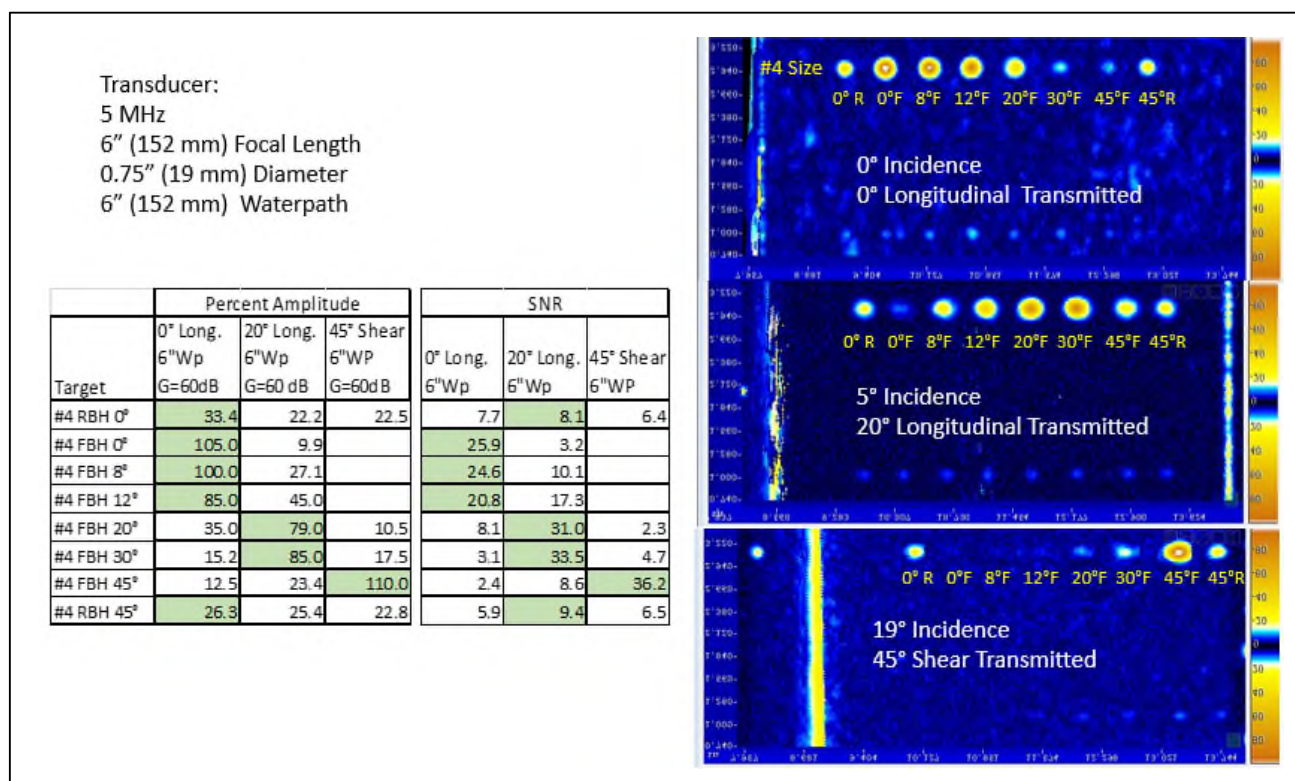 Transducer:
5 MHz
6” (152 mm) Focal Length
0.75” (19 mm) Diameter
6” (152 mm) Waterpath
Percent Amplitude SNR
Target 0° Long. 6"Wp G=60dB 20° Long. 6"Wp G=60 dB 45° Shear 6"WP G=60dB 0° Long. 6"Wp 20° Long. 6"Wp 45° Shear 6"WP
#4 RBH 0° 33.4 22.2 22.5 7.7 8.1 6.4
#4 FBH 0° 105.0 9.9 25.9 3.2
#4 FBH 8° 100.0 27.1 24.6 10.1
#4 FBH 12° 85.0 45.0 20.8 17.3
#4 FBH 20° 35.0 79.0 10.5 8.1 31.0 2.3
#4 FBH 30° 15.2 85.0 17.5 3.1 33.5 4.7
#4 FBH 45° 12.5 23.4 110.0 2.4 8.6 36.2
#4 RBH 45° 26.3 25.4 22.8 5.9 9.4 6.5
#4 Size
0° R 0°F 8°F 12°F 20°F 30°F 45°F 45°R
0° Incidence
0° Longitudinal Transmitted
0° R 0°F 8°F 12°F 20°F 30°F 45°F 45°R
5° Incidence
20° Longitudinal Transmitted
0° R 0°F 8°F 12°F 20°F 30°F 45°F 45°R
19° Incidence
45° Shear Transmitted